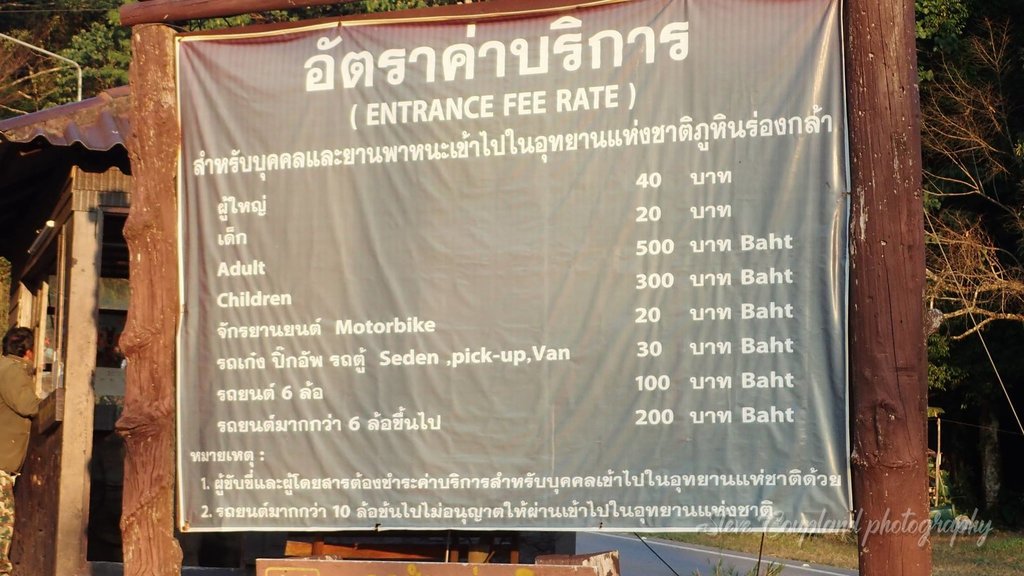 อัตราค่าบริการ
( ENTRANCE FEE RATE )
สำหรับบุคคลและยานพาหนะเข้าไปในอุทยานแห่งชาติภูหินร่องกล้า
ผู้ใหญ่ 40 บาท
เด็ก 20 บาท
Adult 500 บาท Baht
Children 300 บาท Baht
จักรยานยนต์ Motorbike 20 บาท Baht
รถเก๋ง ปิ๊กอัพ รถตู้ Seden ,pick-up,Van 30 บาท Baht
รถยนต์ 6 ล้อ 100 บาท Baht
รถยนต์มากกว่า 6 ล้อขึ้นไป 200 บาท Baht
หมายเหตุ :
1. ผู้ขับขี่และผู้โดยสารต้องชำระค่าบริการสำหรับบุคคลเข้าไปในอุทยานแห่งชาติด้วย
2. รถยนต์มากกว่า 10 ล้อขึ้นไปไม่อนุญาตให้ผ่านเข้าไปในอุทยานแห่งชาติ
Steve Coupland photography